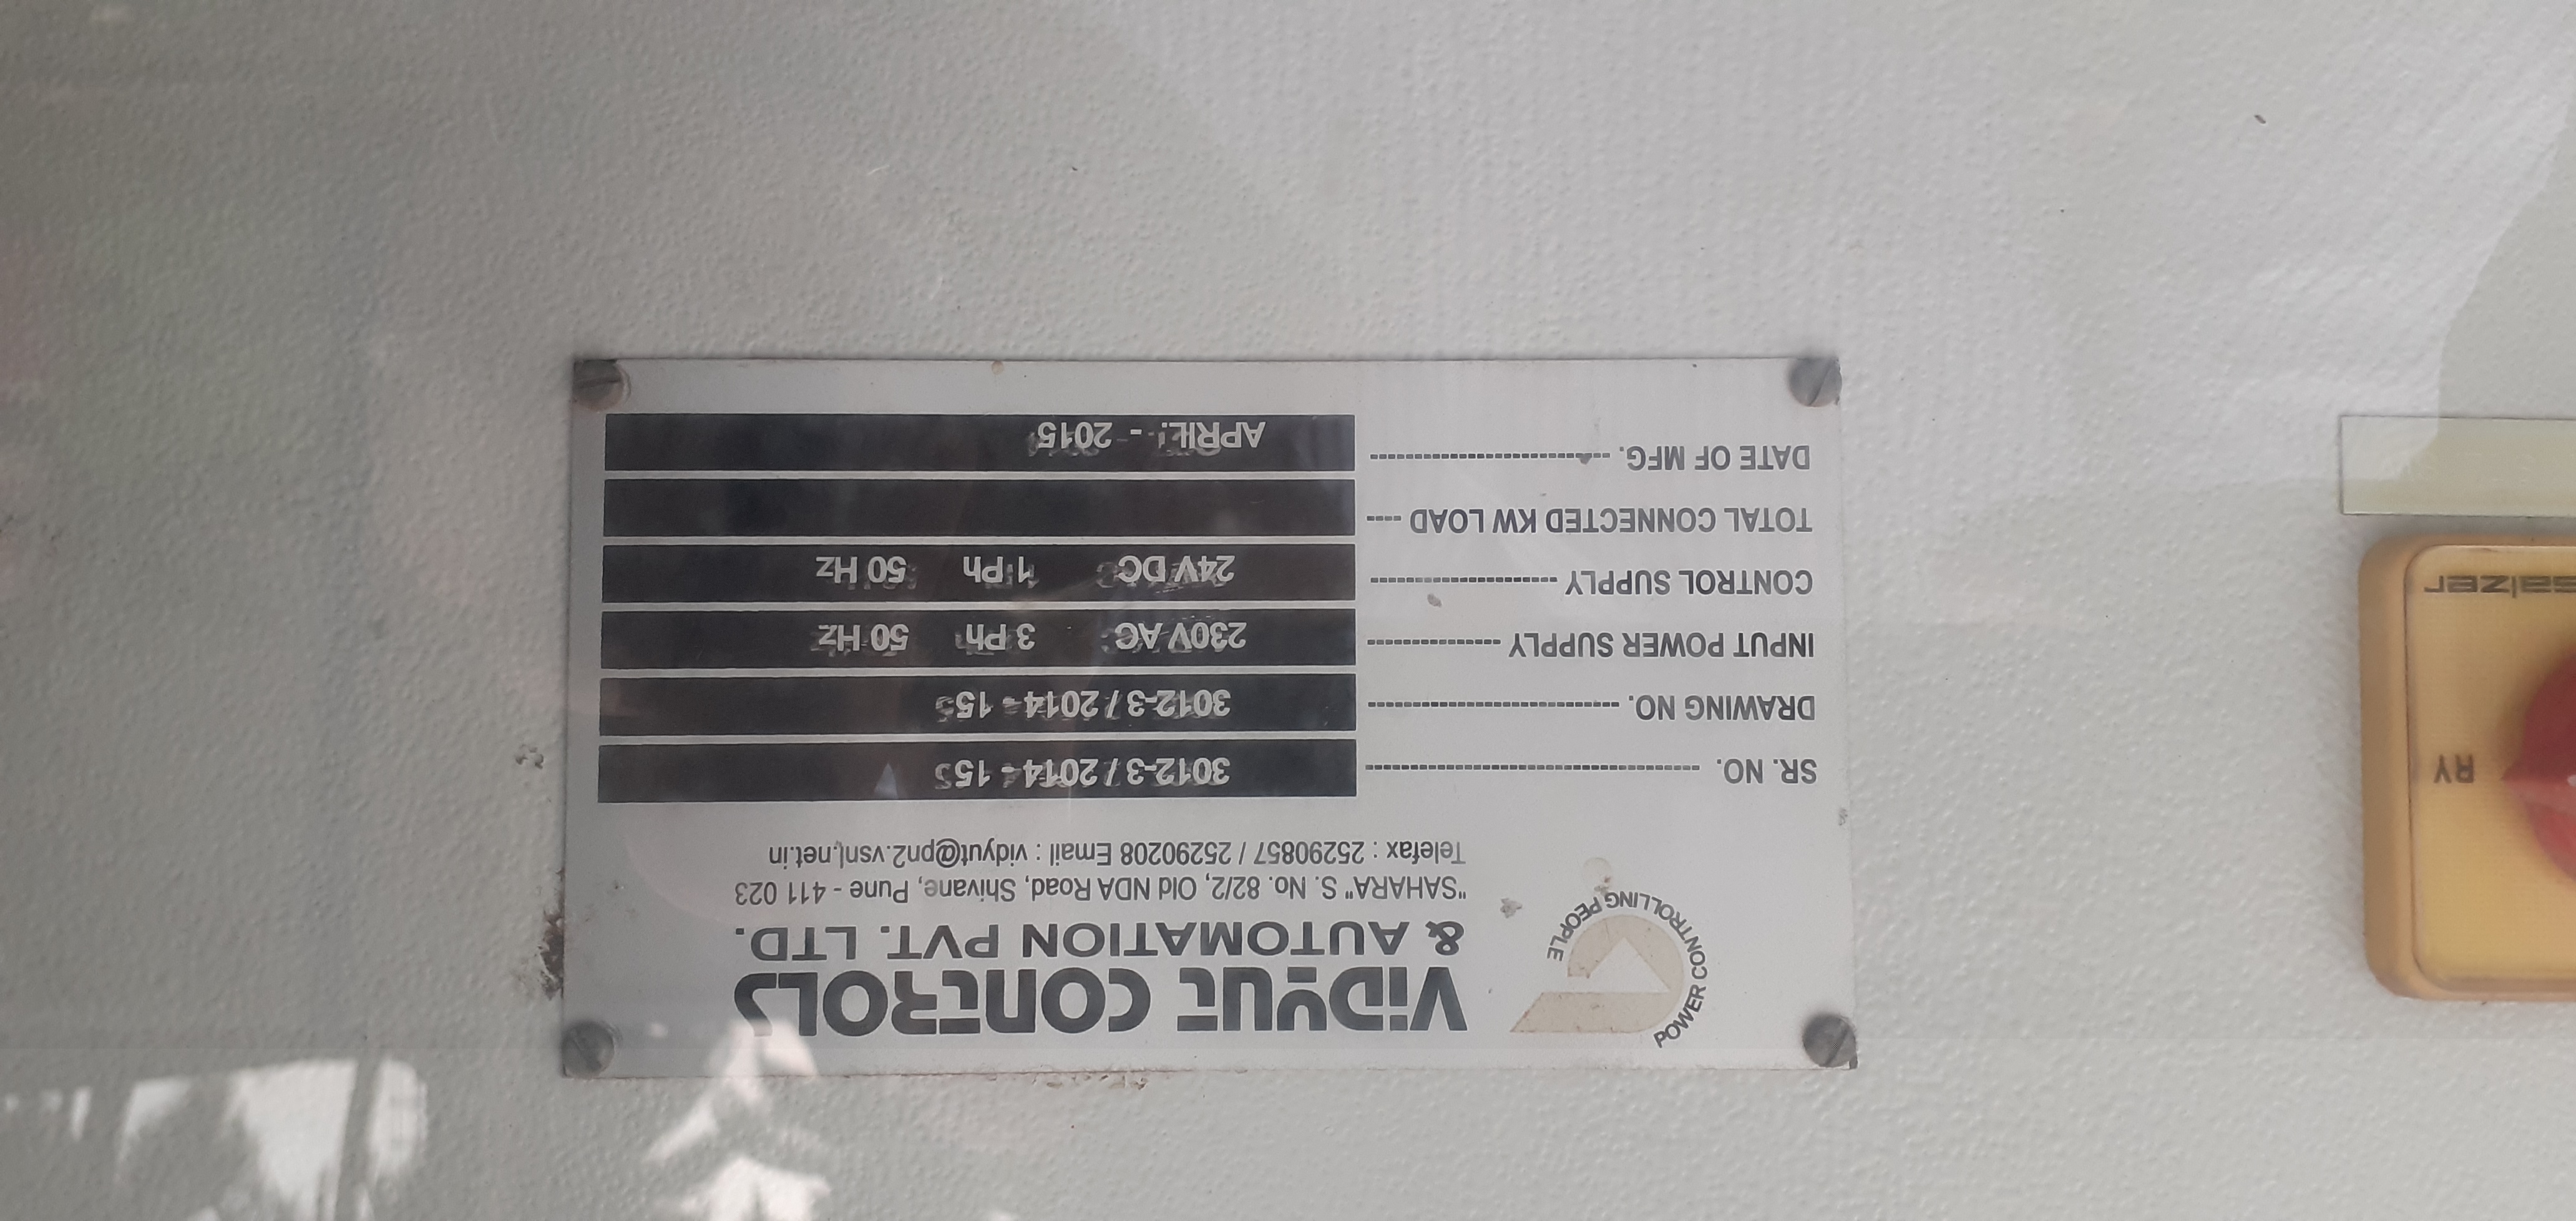 POWER CONTROLLING PEOPLE
ViDYUT CONTROLS
& AUTOMATION PVT. LTD.
"SAHARA" S. No. 82/2, Old NDA Road, Shivane, Pune - 411 023
Telefax : 25290857 / 25290208 Email : vidyut@pn2.vsnl.net.in
SR. NO. 3012-3 / 2014 - 15
DRAWING NO. 3012-3 / 2014 - 15
INPUT POWER SUPPLY 230V AC 3 Ph 50 Hz
CONTROL SUPPLY 24V DC 1 Ph 50 Hz
TOTAL CONNECTED KW LOAD
DATE OF MFG. APRIL. - 2015
RY
salzer